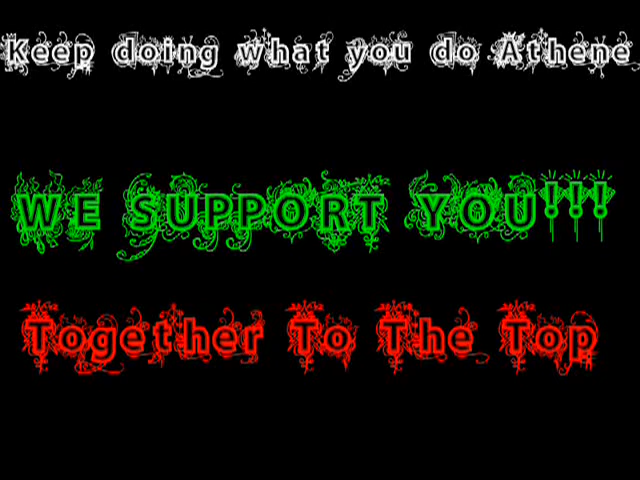 Keep doing what you do Athene
WE SUPPORT YOU!!!
Together To The Top